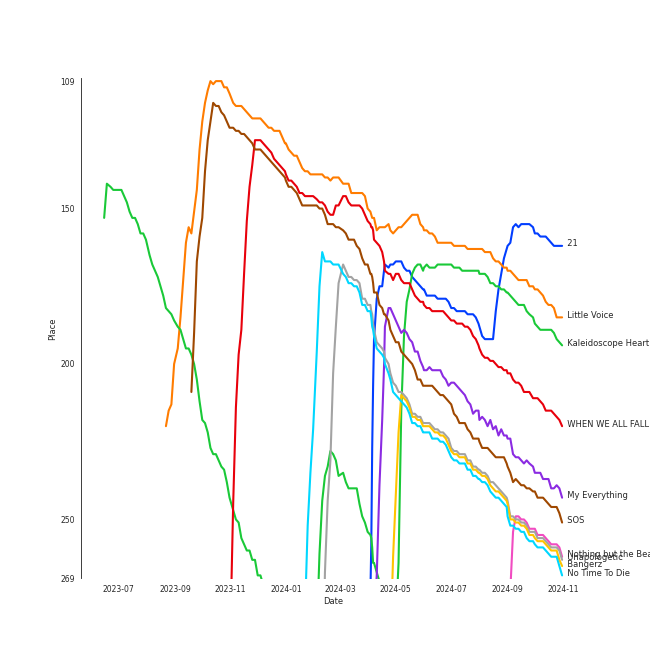 109
150
200
250
269
Place
2023-07
2023-09
2023-11
2024-01
2024-03
2024-05
2024-07
2024-09
2024-11
Date
21
Little Voice
Kaleidoscope Heart
WHEN WE ALL FALL
My Everything
SOS
Nothing but the Bea
Unapologetic
Bangerz
No Time To Die